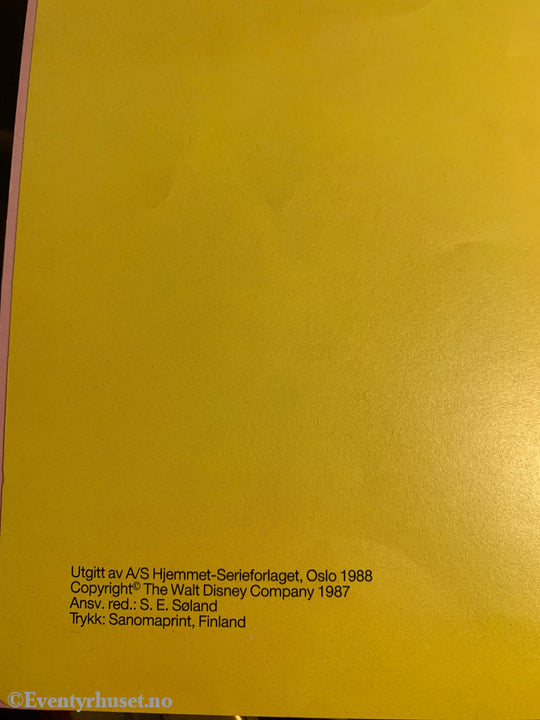 Utgitt av A/S Hjemmet-Serieforlaget, Oslo 1988
Copyright© The Walt Disney Company 1987
Ansv. red.: S. E. Søland
Trykk: Sanomaprint, Finland
©Eventyrhuset.no